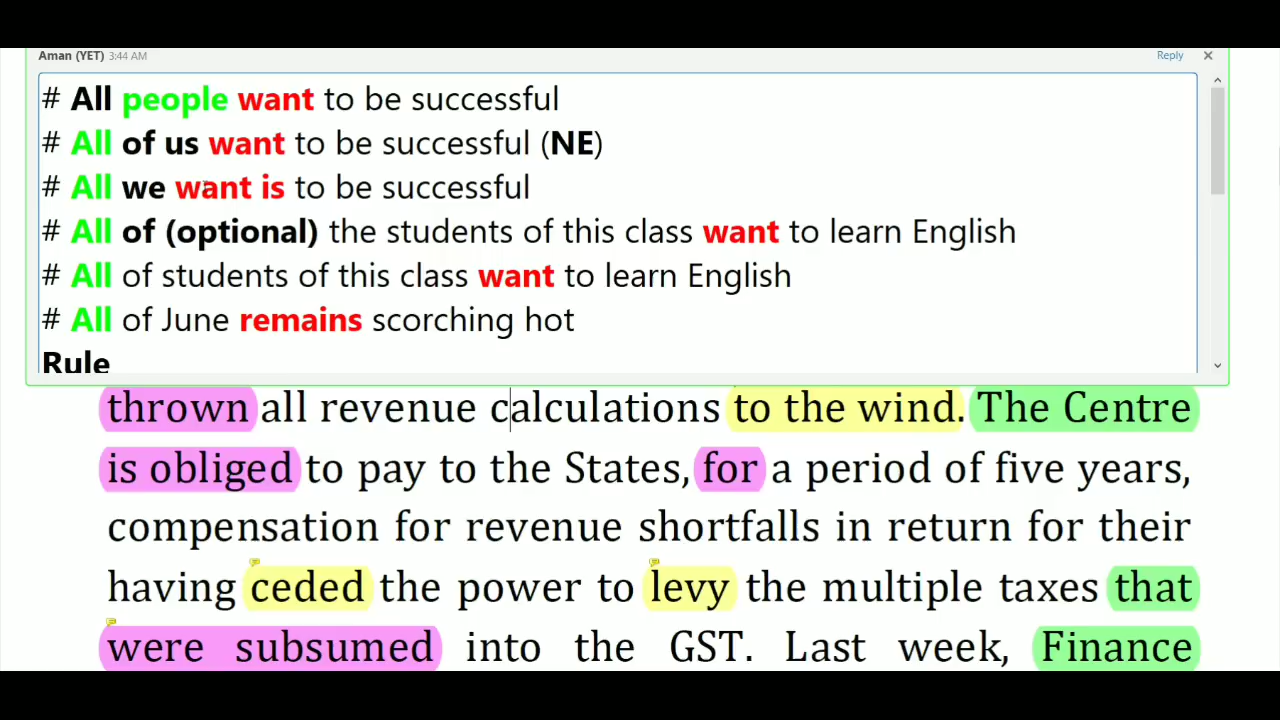 Aman (YET) 3:44 AM Reply
# All people want to be successful
# All of us want to be successful (NE)
# All we want is to be successful
# All of (optional) the students of this class want to learn English
# All of students of this class want to learn English
# All of June remains scorching hot
Rule
thrown all revenue calculations to the wind. The Centre
is obliged to pay to the States, for a period of five years,
compensation for revenue shortfalls in return for their
having ceded the power to levy the multiple taxes that
were subsumed into the GST. Last week, Finance